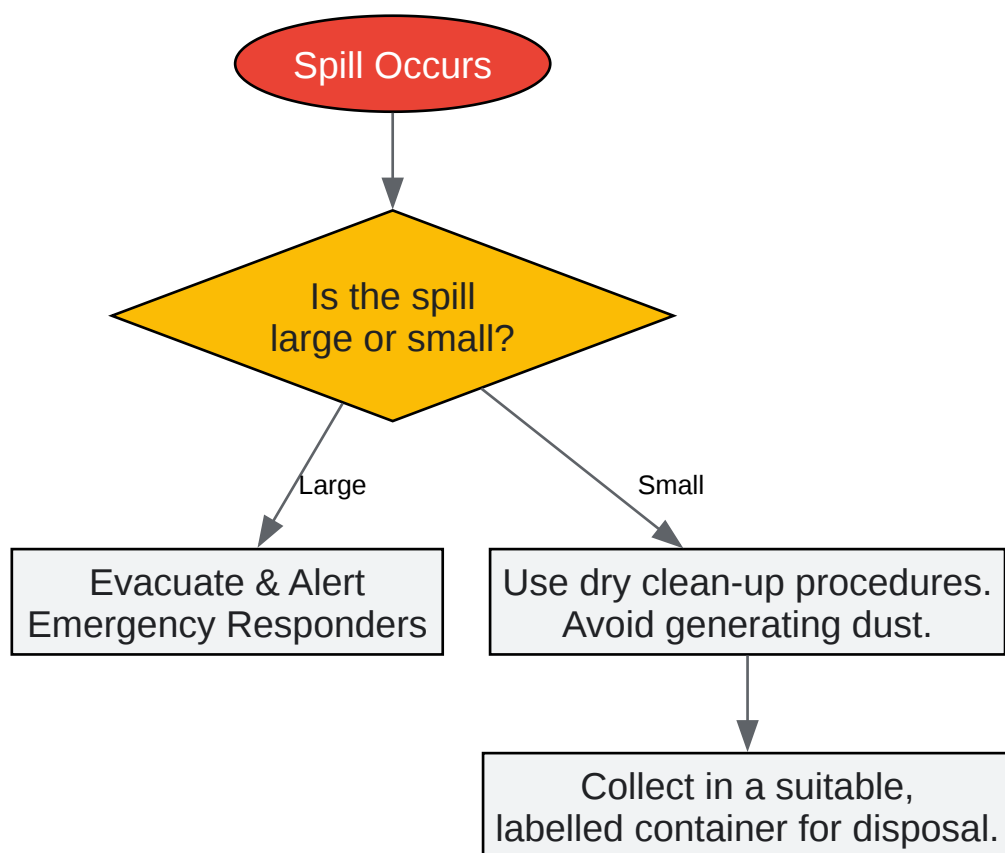 Spill Occurs
Is the spill
large or small?
Large
Small
Evacuate & Alert
Emergency Responders
Use dry clean-up procedures.
Avoid generating dust.
Collect in a suitable,
labelled container for disposal.